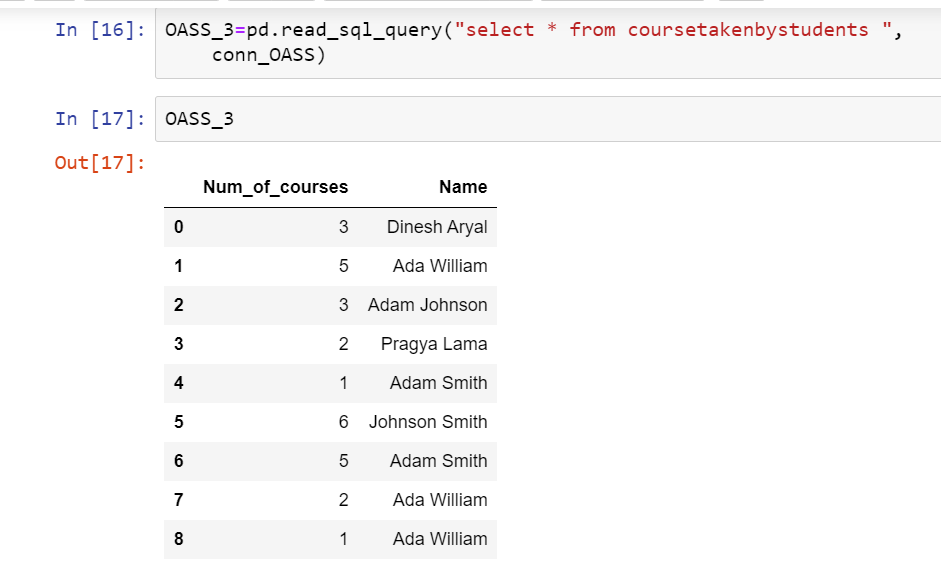 In [16]: OASS_3=pd.read_sql_query("select * from coursetakenbystudents ",
conn_OASS)
In [17]: OASS_3
Out[17]:
Num_of_courses Name
0 3 Dinesh Aryal
1 5 Ada William
2 3 Adam Johnson
3 2 Pragya Lama
4 1 Adam Smith
5 6 Johnson Smith
6 5 Adam Smith
7 2 Ada William
8 1 Ada William